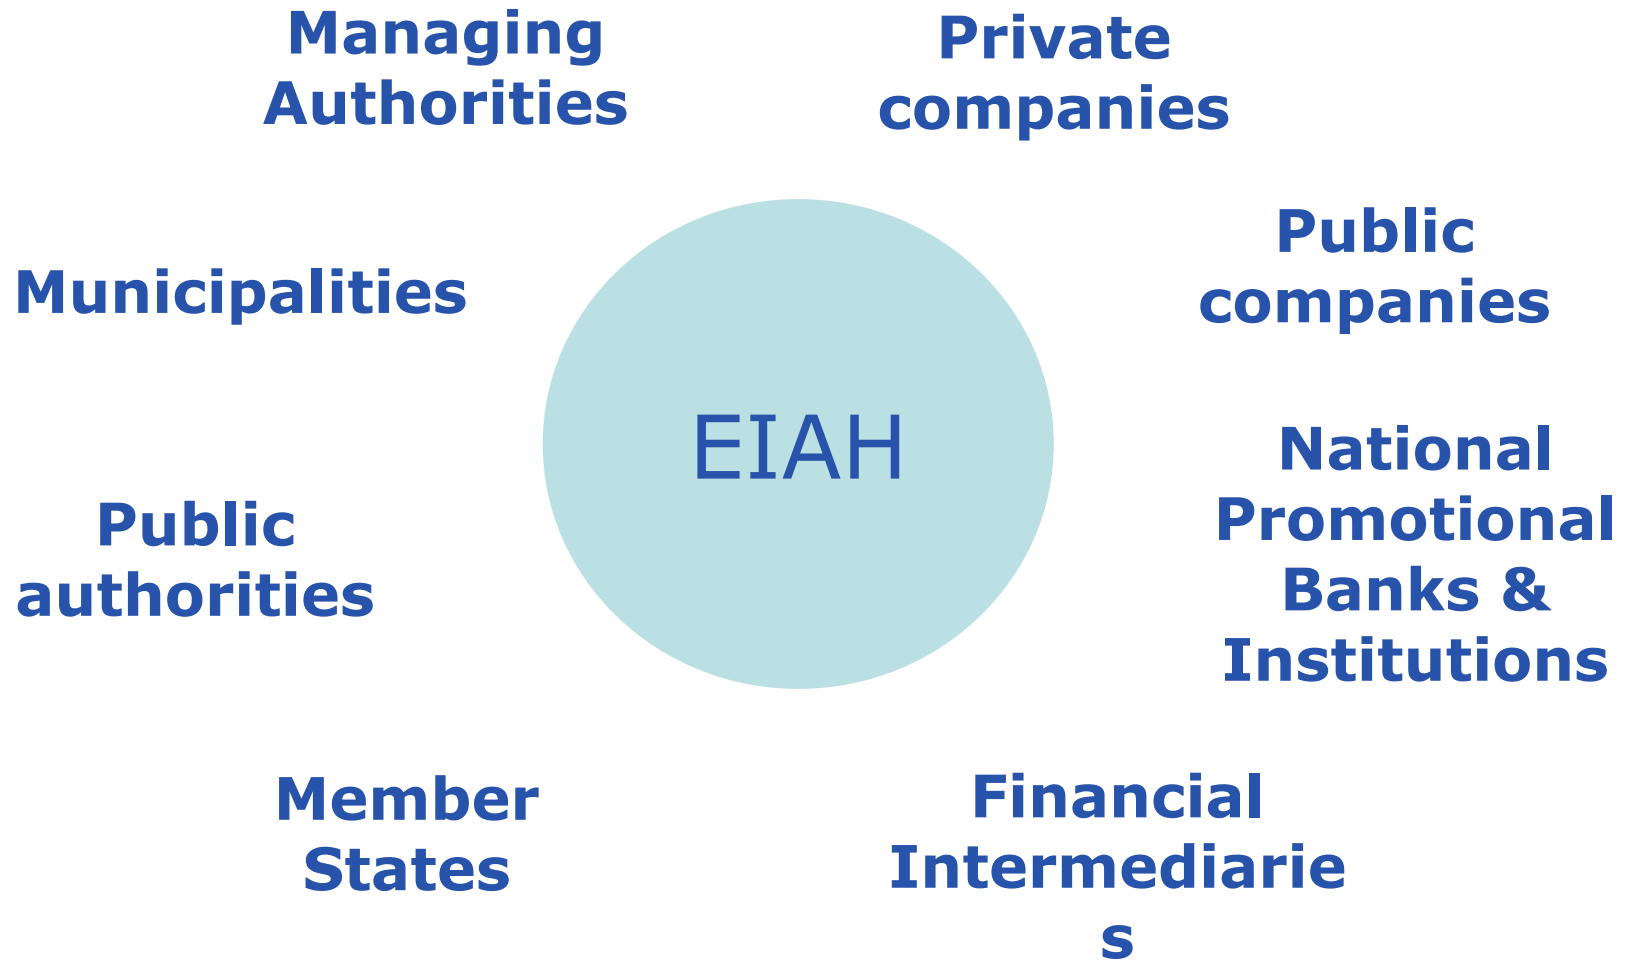 Managing
Authorities
Private
companies
Municipalities
Public
companies
EIAH
Public
authorities
National
Promotional
Banks &
Institutions
Member
States
Financial
Intermediarie
s